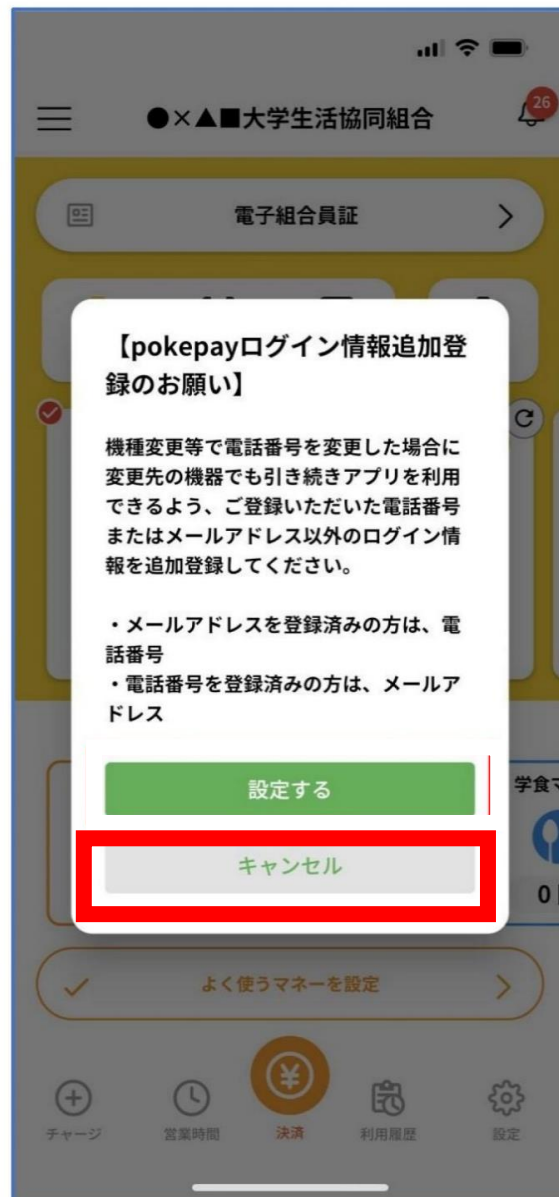 ●×▲■大学生活協同組合
26
電子組合員証
【pokepayログイン情報追加登
録のお願い】
機種変更等で電話番号を変更した場合に
変更先の機器でも引き続きアプリを利用
できるよう、ご登録いただいた電話番号
またはメールアドレス以外のログイン情
報を追加登録してください。
・メールアドレスを登録済みの方は、電
話番号
・電話番号を登録済みの方は、メールア
ドレス
設定する
学食マ
キャンセル
0
よく使うマネーを設定
チャージ 営業時間 決済 利用履歴 設定